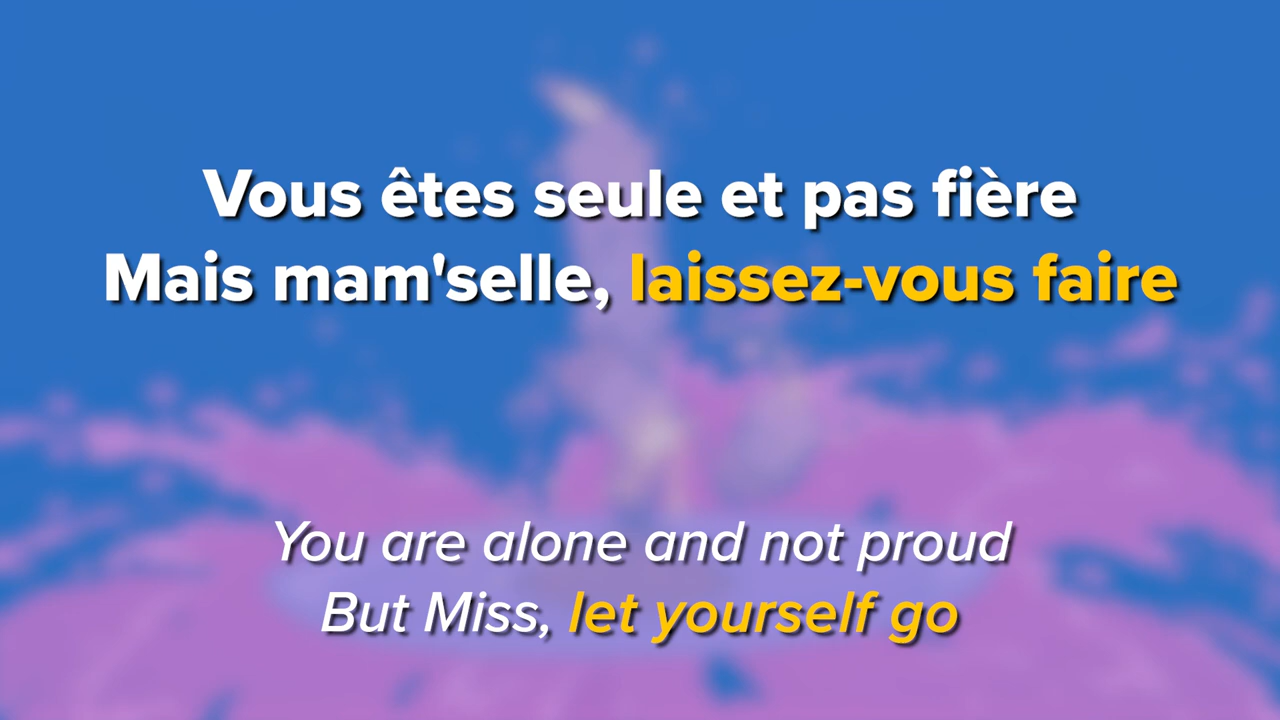 Vous êtes seule et pas fière
Mais mam'selle, laissez-vous faire
You are alone and not proud
But Miss, let yourself go